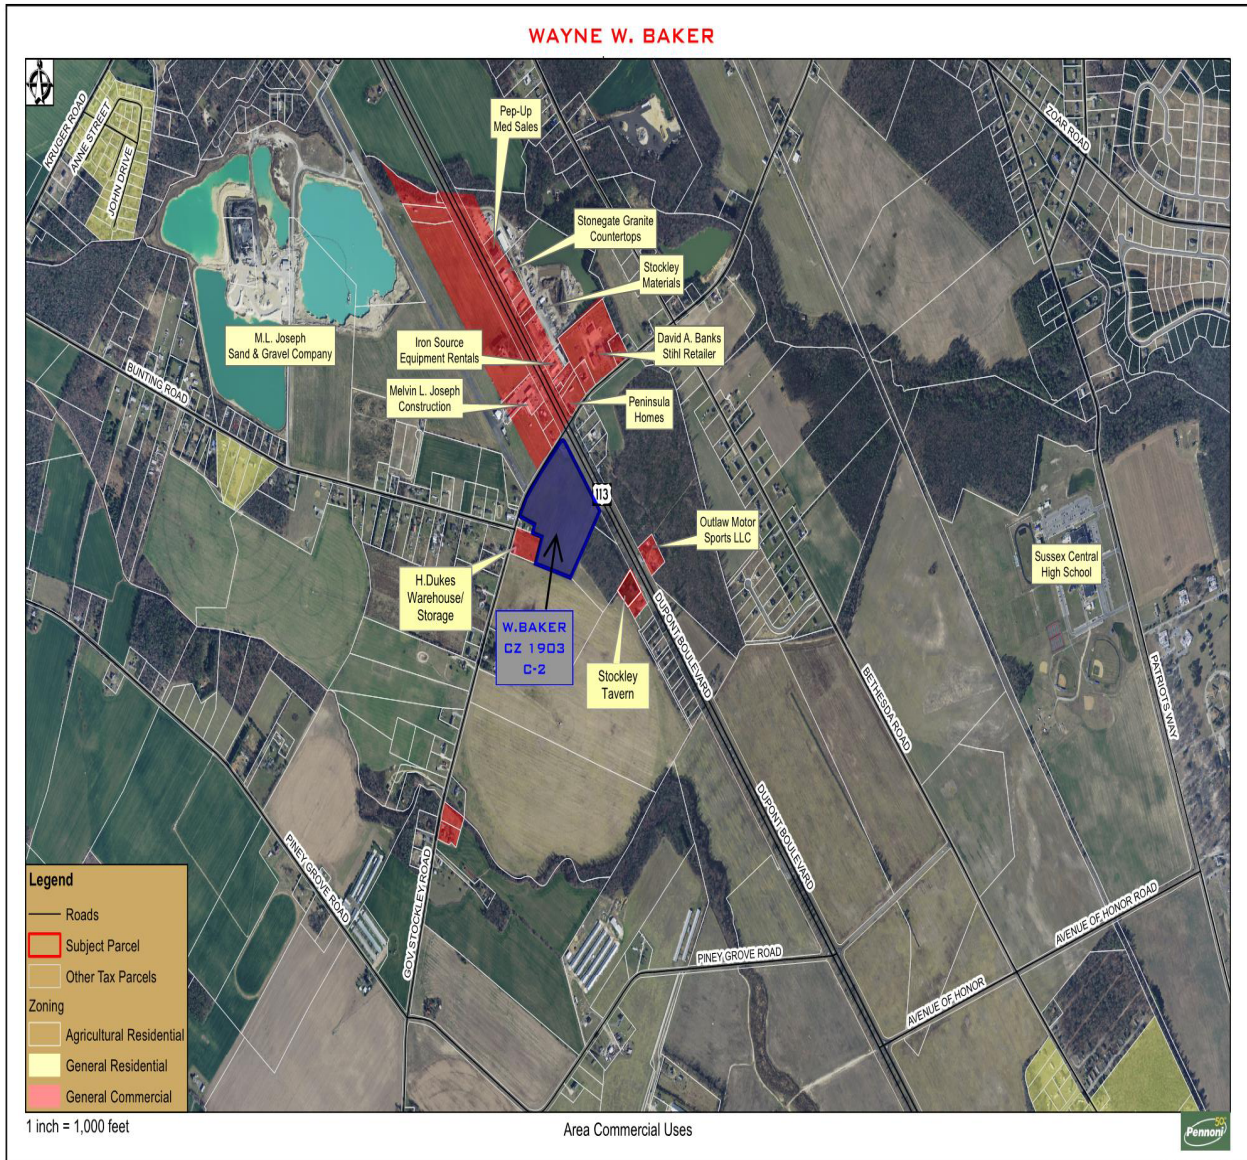 WAYNE W. BAKER
KRUGER ROAD
ANNE STREET
JOHN DRIVE
ZOAR ROAD
Pep-Up
Med Sales
Stonegate Granite
Countertops
Stockley
Materials
M.L. Joseph
Sand & Gravel Company
Iron Source
Equipment Rentals
David A. Banks
Stihl Retailer
BUNTING ROAD
Melvin L. Joseph
Construction
Peninsula
Homes
113
Outlaw Motor
Sports LLC
Sussex Central
High School
H.Dukes
Warehouse/
Storage
W.BAKER
CZ 1903
C-2
Stockley
Tavern
DUPONT BOULEVARD
BETHESDA ROAD
PATRIOTS WAY
DUPONT BOULEVARD
PINEY GROVE ROAD
GOV. STOCKLEY ROAD
PINEY GROVE ROAD
AVENUE OF HONOR ROAD
AVENUE OF HONOR
Legend
Roads
Subject Parcel
Other Tax Parcels
Zoning
Agricultural Residential
General Residential
General Commercial
1 inch = 1,000 feet
Area Commercial Uses
50
Pennoni